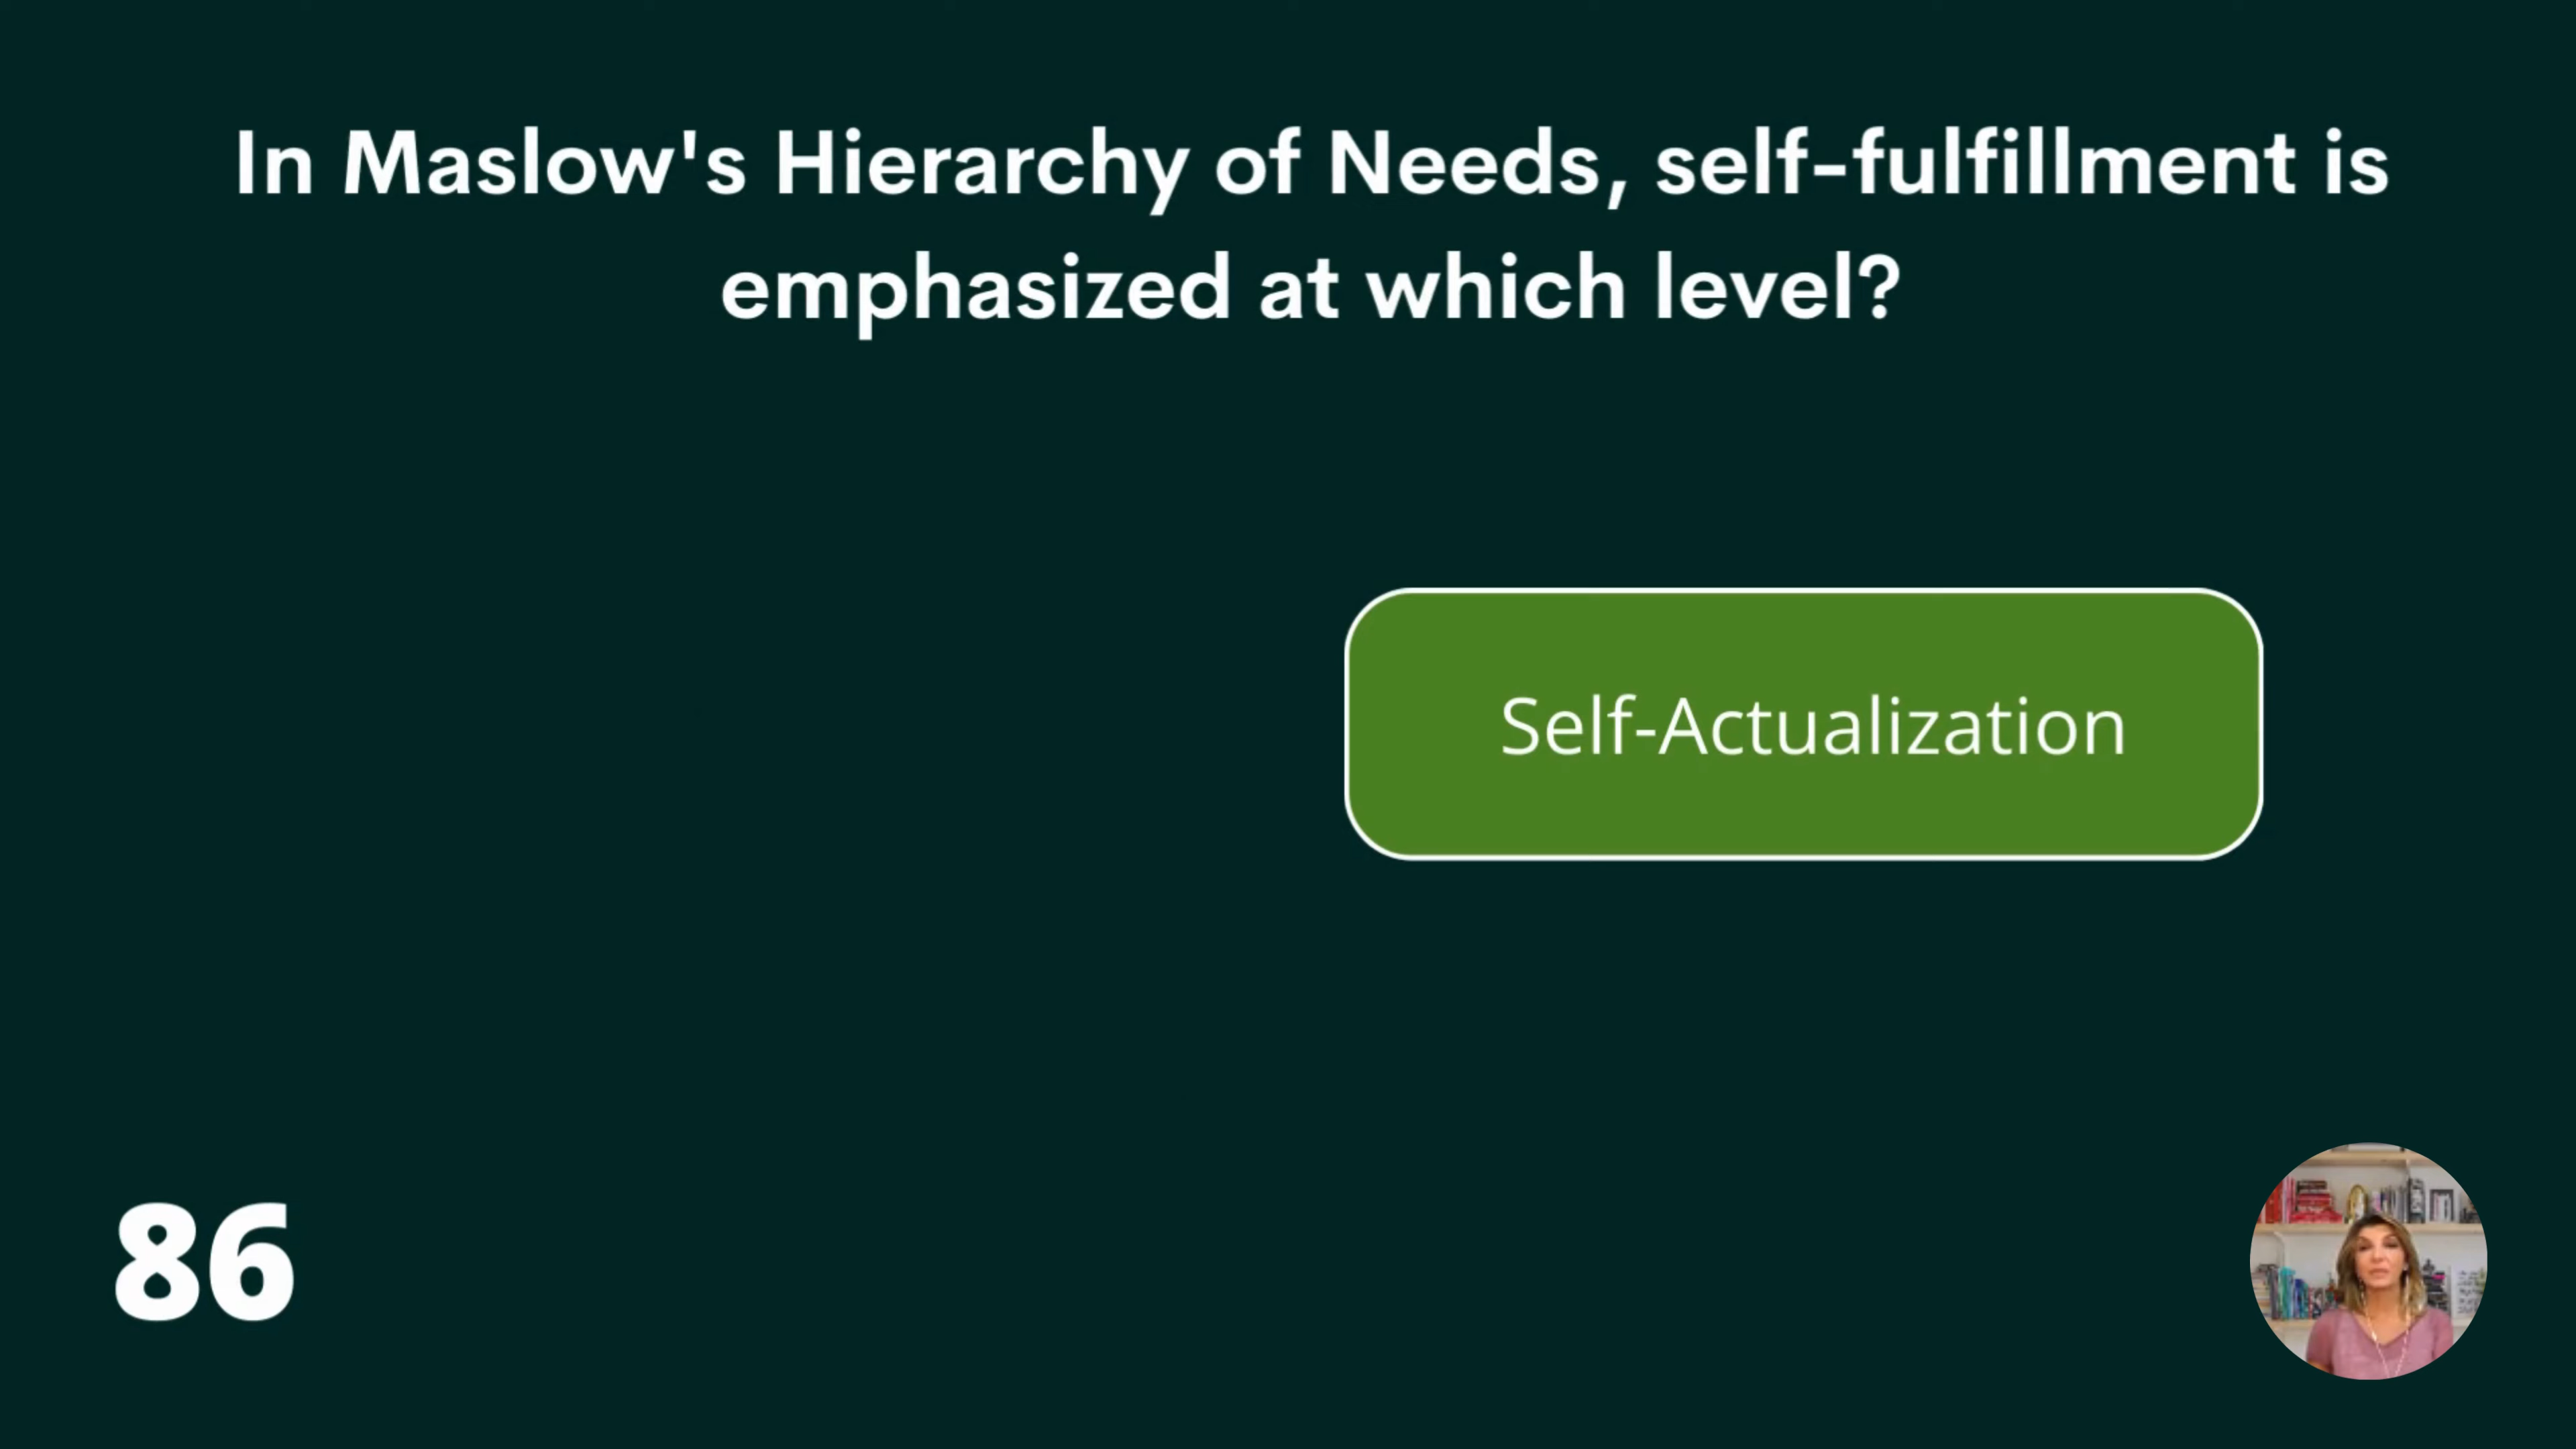 In Maslow's Hierarchy of Needs, self-fulfillment is
emphasized at which level?
Self-Actualization
86